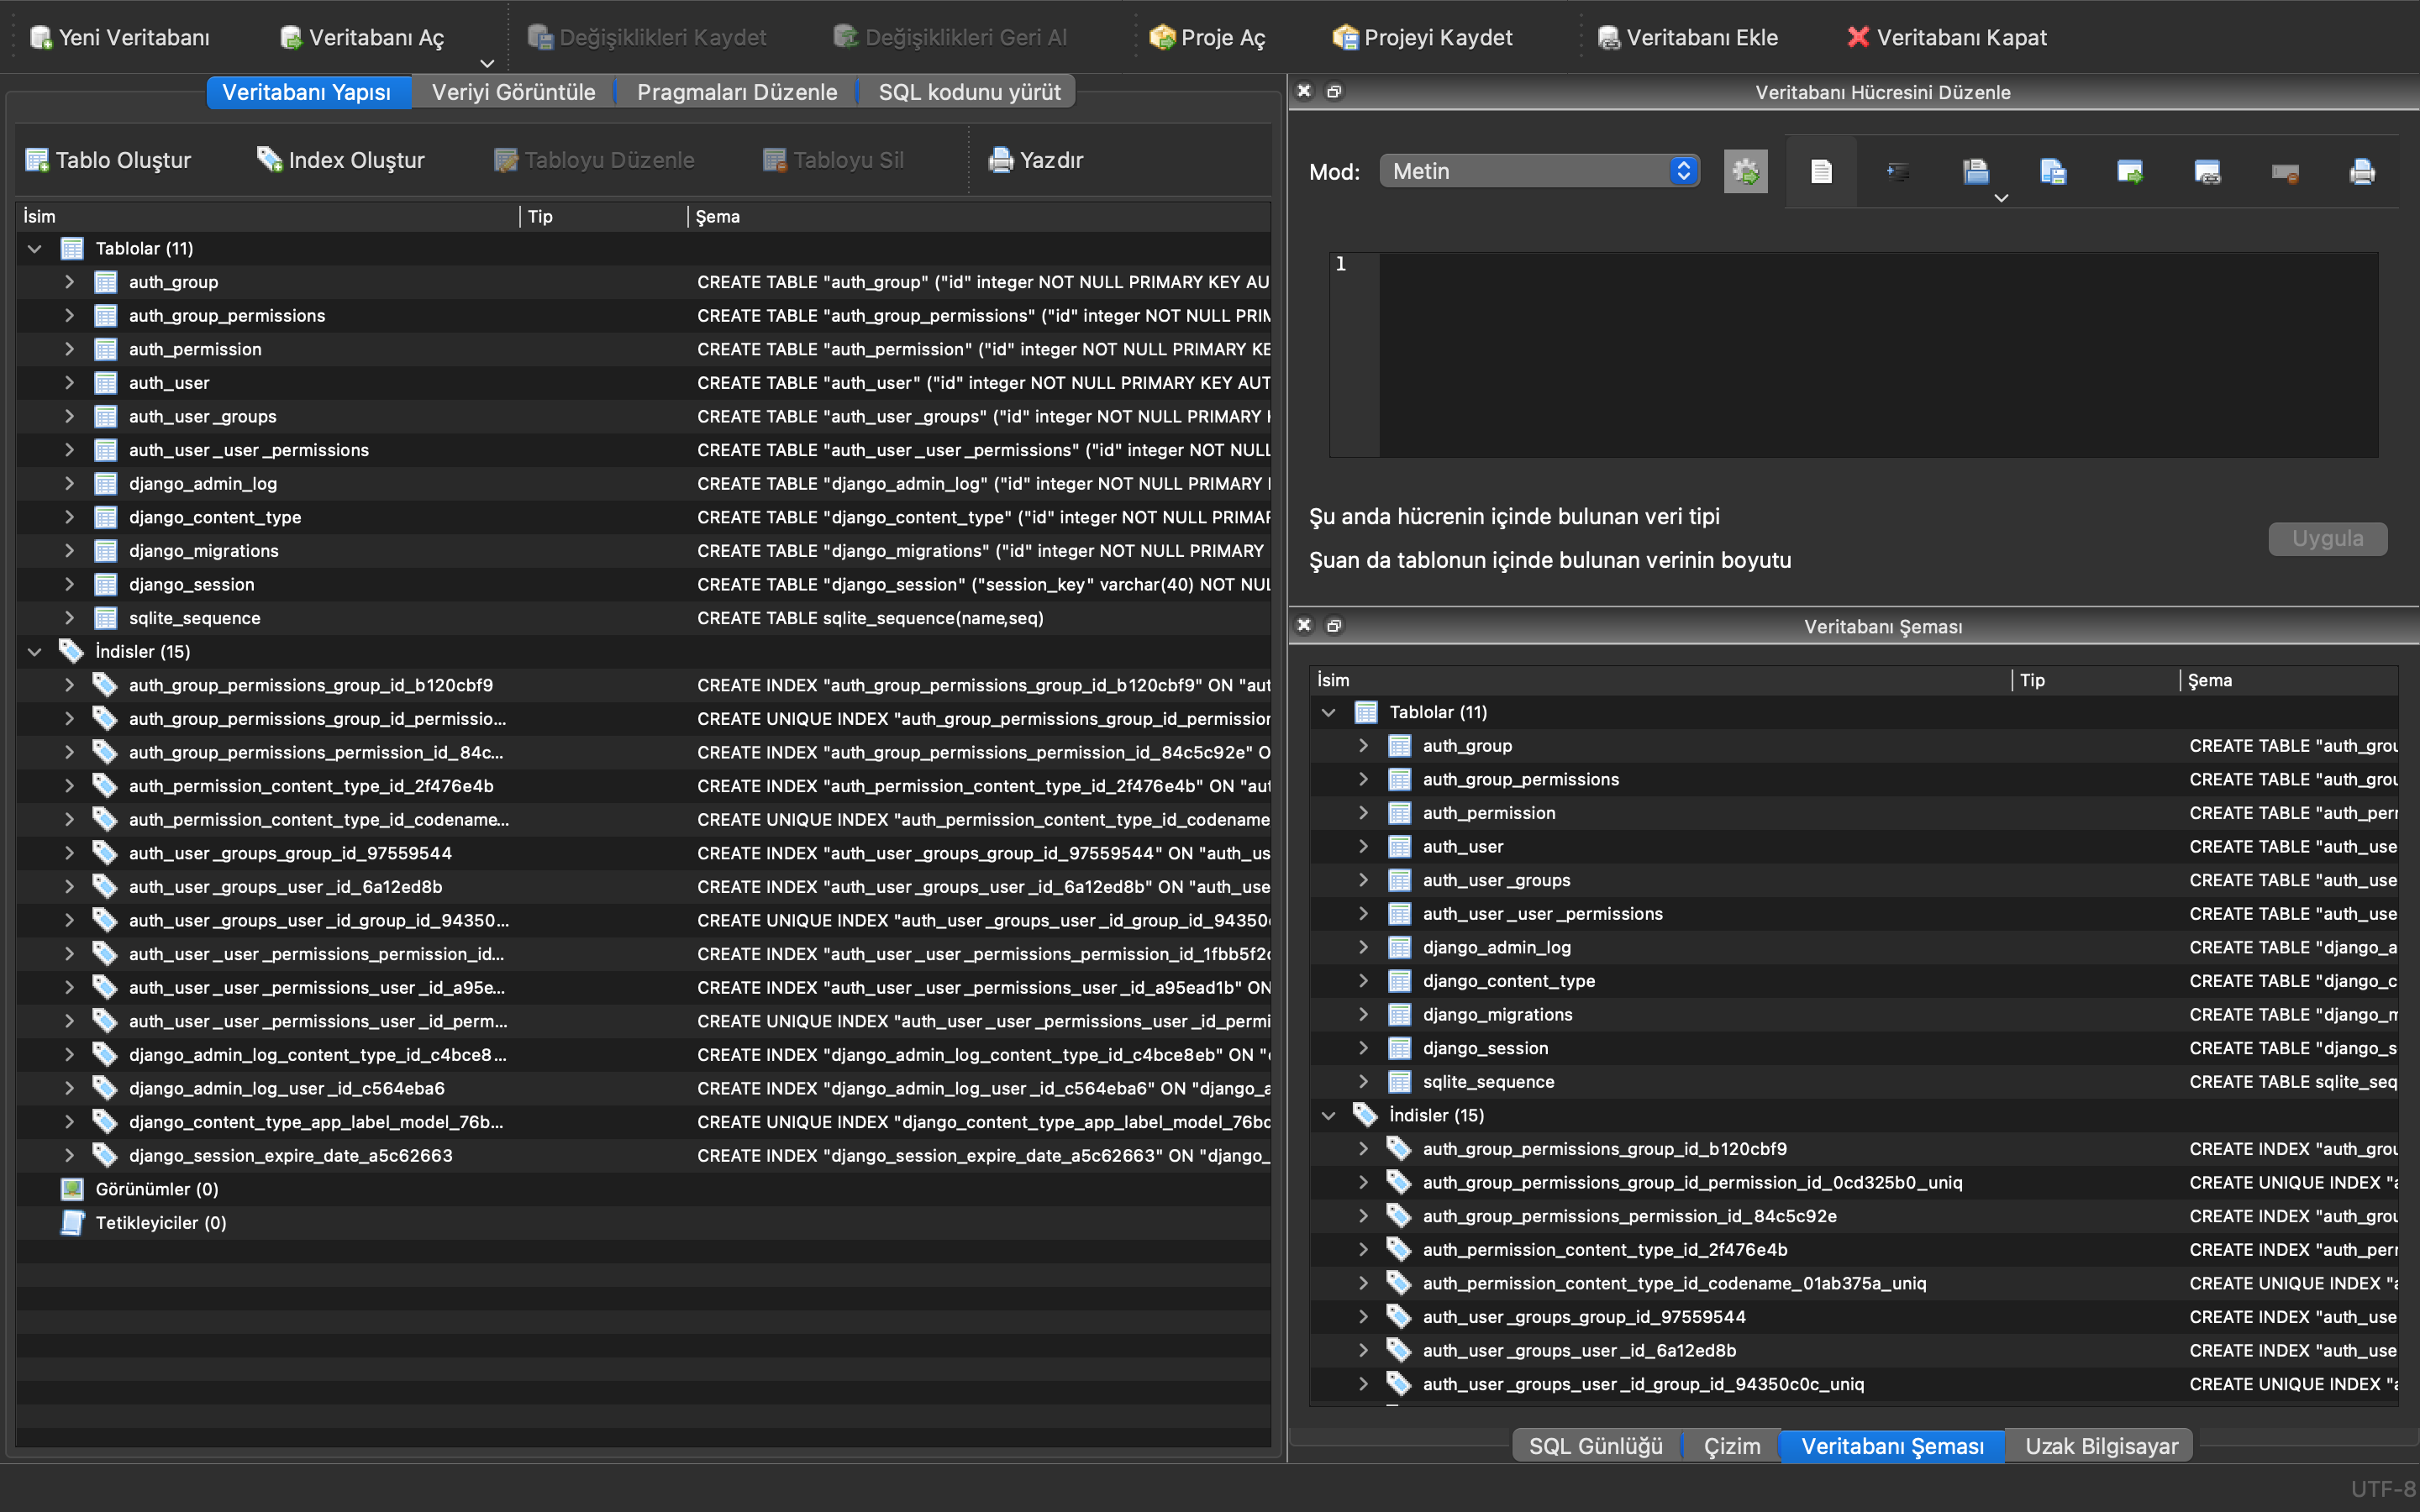 Yeni Veritabanı Veritabanı Aç Değişiklikleri Kaydet Değişiklikleri Geri Al Proje Aç Projeyi Kaydet Veritabanı Ekle Veritabanı Kapat
Veritabanı Yapısı Veriyi Görüntüle Pragmaları Düzenle SQL kodunu yürüt
Tablo Oluştur Index Oluştur Tabloyu Düzenle Tabloyu Sil Yazdır
İsim Tip Şema
Tablolar (11)
auth_group CREATE TABLE "auth_group" ("id" integer NOT NULL PRIMARY KEY AU
auth_group_permissions CREATE TABLE "auth_group_permissions" ("id" integer NOT NULL PRIM
auth_permission CREATE TABLE "auth_permission" ("id" integer NOT NULL PRIMARY KE
auth_user CREATE TABLE "auth_user" ("id" integer NOT NULL PRIMARY KEY AUT
auth_user_groups CREATE TABLE "auth_user_groups" ("id" integer NOT NULL PRIMARY
auth_user_user_permissions CREATE TABLE "auth_user_user_permissions" ("id" integer NOT NULL
django_admin_log CREATE TABLE "django_admin_log" ("id" integer NOT NULL PRIMARY
django_content_type CREATE TABLE "django_content_type" ("id" integer NOT NULL PRIMAR
django_migrations CREATE TABLE "django_migrations" ("id" integer NOT NULL PRIMARY
django_session CREATE TABLE "django_session" ("session_key" varchar(40) NOT NUL
sqlite_sequence CREATE TABLE sqlite_sequence(name,seq)
İndisler (15)
auth_group_permissions_group_id_b120cbf9 CREATE INDEX "auth_group_permissions_group_id_b120cbf9" ON "aut
auth_group_permissions_group_id_permissio... CREATE UNIQUE INDEX "auth_group_permissions_group_id_permission
auth_group_permissions_permission_id_84c... CREATE INDEX "auth_group_permissions_permission_id_84c5c92e" O
auth_permission_content_type_id_2f476e4b CREATE INDEX "auth_permission_content_type_id_2f476e4b" ON "aut
auth_permission_content_type_id_codename... CREATE UNIQUE INDEX "auth_permission_content_type_id_codename
auth_user_groups_group_id_97559544 CREATE INDEX "auth_user_groups_group_id_97559544" ON "auth_us
auth_user_groups_user_id_6a12ed8b CREATE INDEX "auth_user_groups_user_id_6a12ed8b" ON "auth_use
auth_user_groups_user_id_group_id_94350... CREATE UNIQUE INDEX "auth_user_groups_user_id_group_id_94350
auth_user_user_permissions_permission_id... CREATE INDEX "auth_user_user_permissions_permission_id_1fbb5f2
auth_user_user_permissions_user_id_a95e... CREATE INDEX "auth_user_user_permissions_user_id_a95ead1b" ON
auth_user_user_permissions_user_id_perm... CREATE UNIQUE INDEX "auth_user_user_permissions_user_id_permi
django_admin_log_content_type_id_c4bce8... CREATE INDEX "django_admin_log_content_type_id_c4bce8eb" ON "
django_admin_log_user_id_c564eba6 CREATE INDEX "django_admin_log_user_id_c564eba6" ON "django_a
django_content_type_app_label_model_76b... CREATE UNIQUE INDEX "django_content_type_app_label_model_76b
django_session_expire_date_a5c62663 CREATE INDEX "django_session_expire_date_a5c62663" ON "django_
Görünümler (0)
Tetikleyiciler (0)
Veritabanı Hücresini Düzenle
Mod: Metin
1
Şu anda hücrenin içinde bulunan veri tipi
Şuan da tablonun içinde bulunan verinin boyutu
Uygula
Veritabanı Şeması
İsim Tip Şema
Tablolar (11)
auth_group CREATE TABLE "auth_grou
auth_group_permissions CREATE TABLE "auth_grou
auth_permission CREATE TABLE "auth_perr
auth_user CREATE TABLE "auth_use
auth_user_groups CREATE TABLE "auth_use
auth_user_user_permissions CREATE TABLE "auth_use
django_admin_log CREATE TABLE "django_a
django_content_type CREATE TABLE "django_c
django_migrations CREATE TABLE "django_m
django_session CREATE TABLE "django_s
sqlite_sequence CREATE TABLE sqlite_seq
İndisler (15)
auth_group_permissions_group_id_b120cbf9 CREATE INDEX "auth_grou
auth_group_permissions_group_id_permission_id_0cd325b0_uniq CREATE UNIQUE INDEX "a
auth_group_permissions_permission_id_84c5c92e CREATE INDEX "auth_grou
auth_permission_content_type_id_2f476e4b CREATE INDEX "auth_perr
auth_permission_content_type_id_codename_01ab375a_uniq CREATE UNIQUE INDEX "a
auth_user_groups_group_id_97559544 CREATE INDEX "auth_use
auth_user_groups_user_id_6a12ed8b CREATE INDEX "auth_use
auth_user_groups_user_id_group_id_94350c0c_uniq CREATE UNIQUE INDEX "a
SQL Günlüğü Çizim Veritabanı Şeması Uzak Bilgisayar
UTF-8